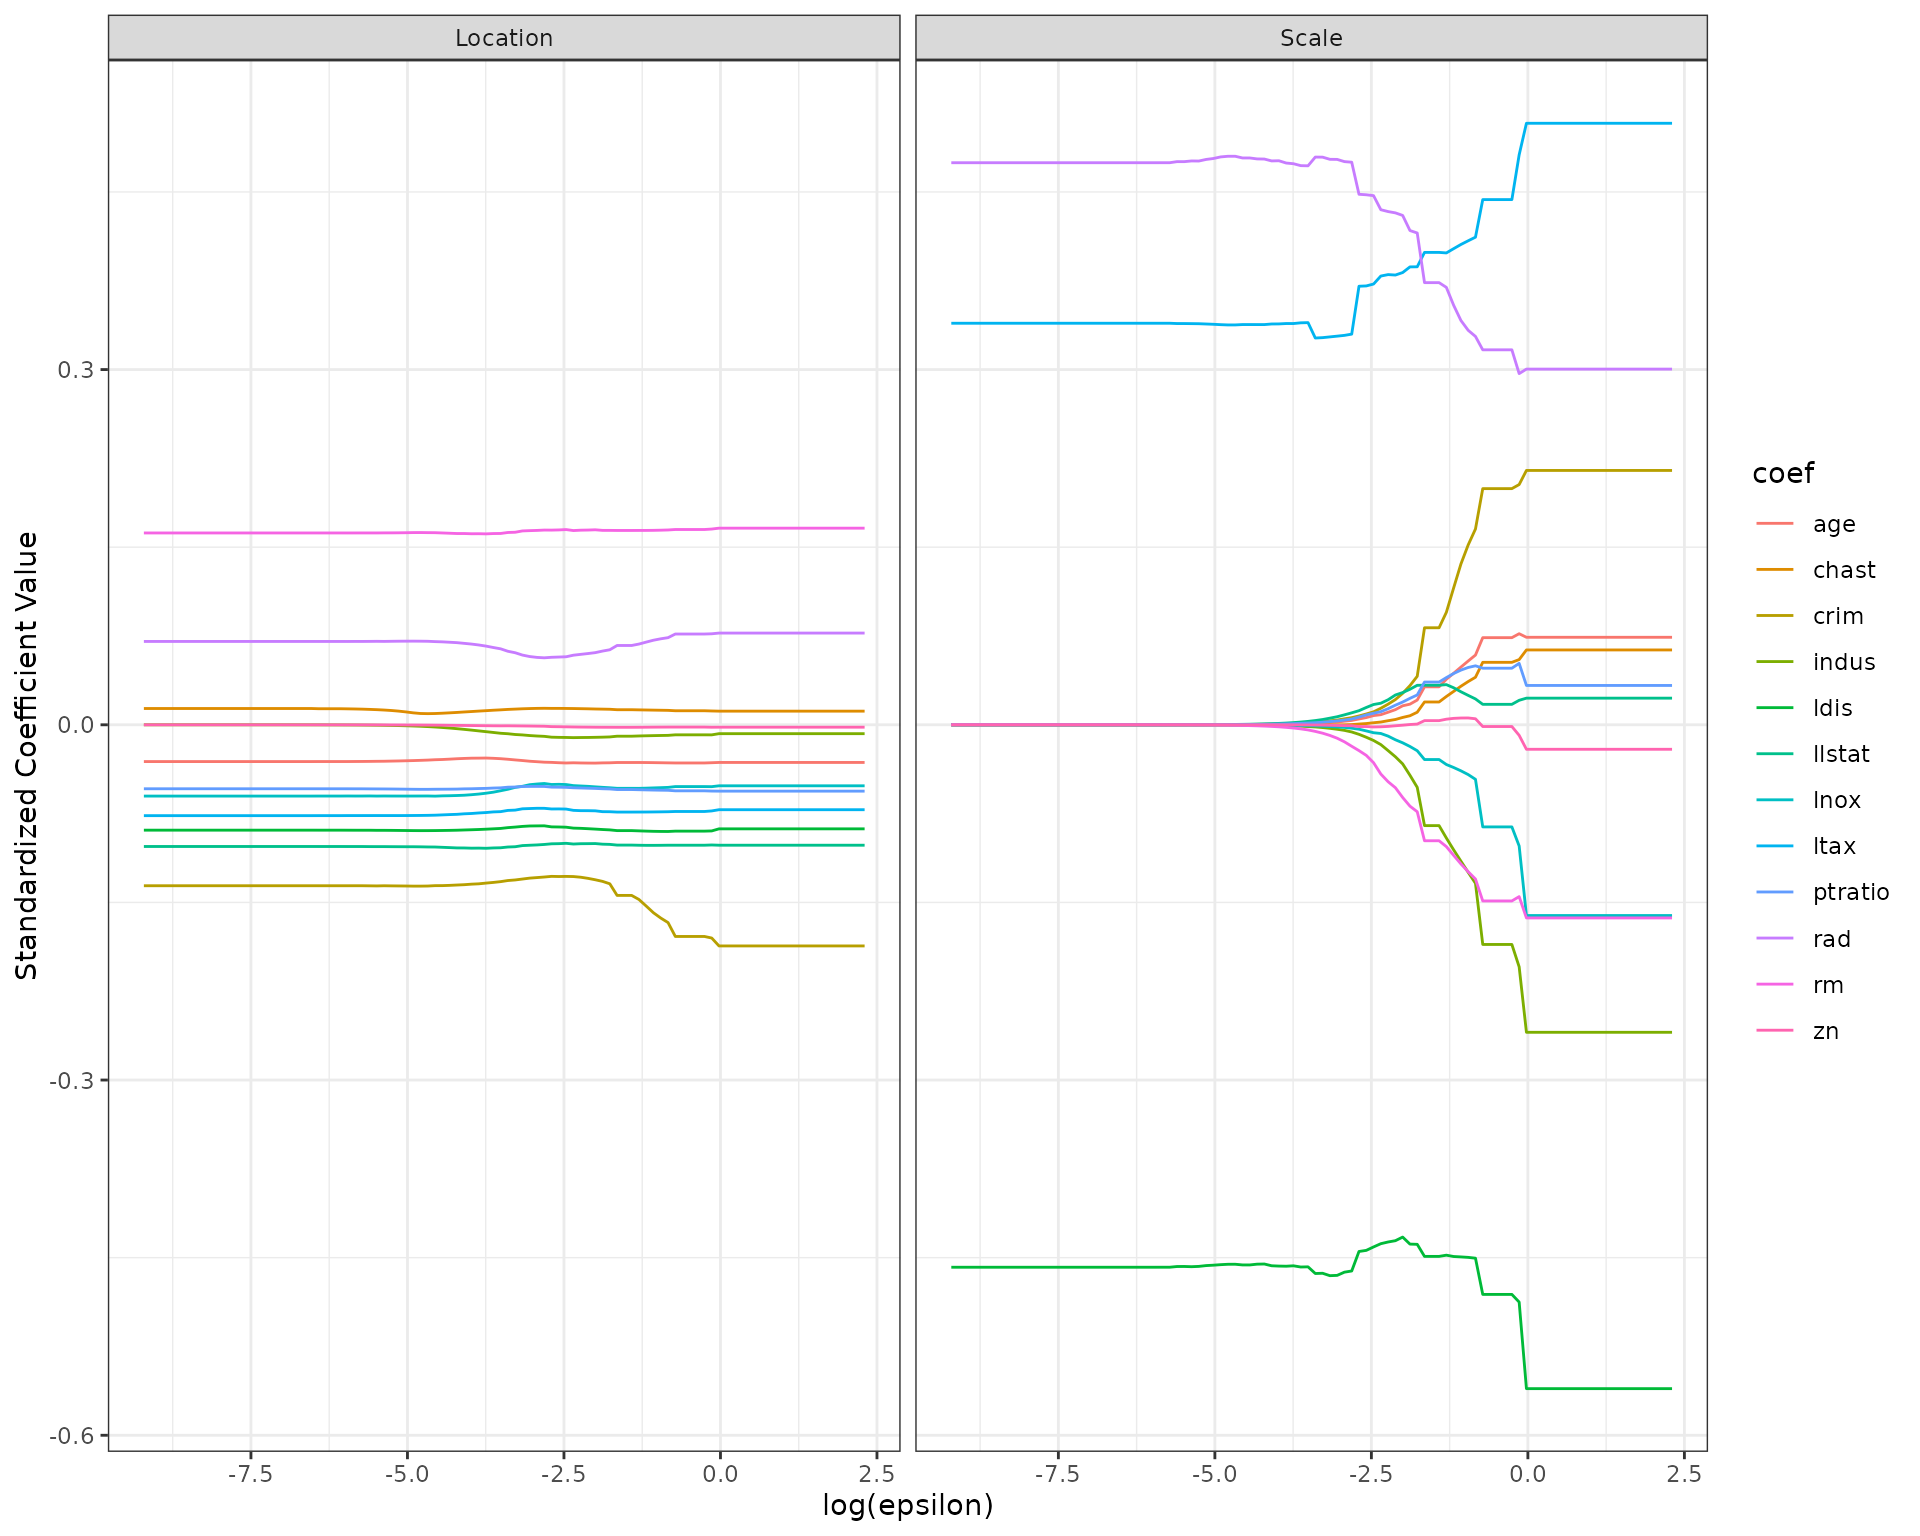 Location
Scale
Standardized Coefficient Value
0.3
0.0
-0.3
-0.6
-7.5 -5.0 -2.5 0.0 2.5
-7.5 -5.0 -2.5 0.0 2.5
log(epsilon)
coef
age
chast
crim
indus
ldis
llstat
lnox
ltax
ptratio
rad
rm
zn